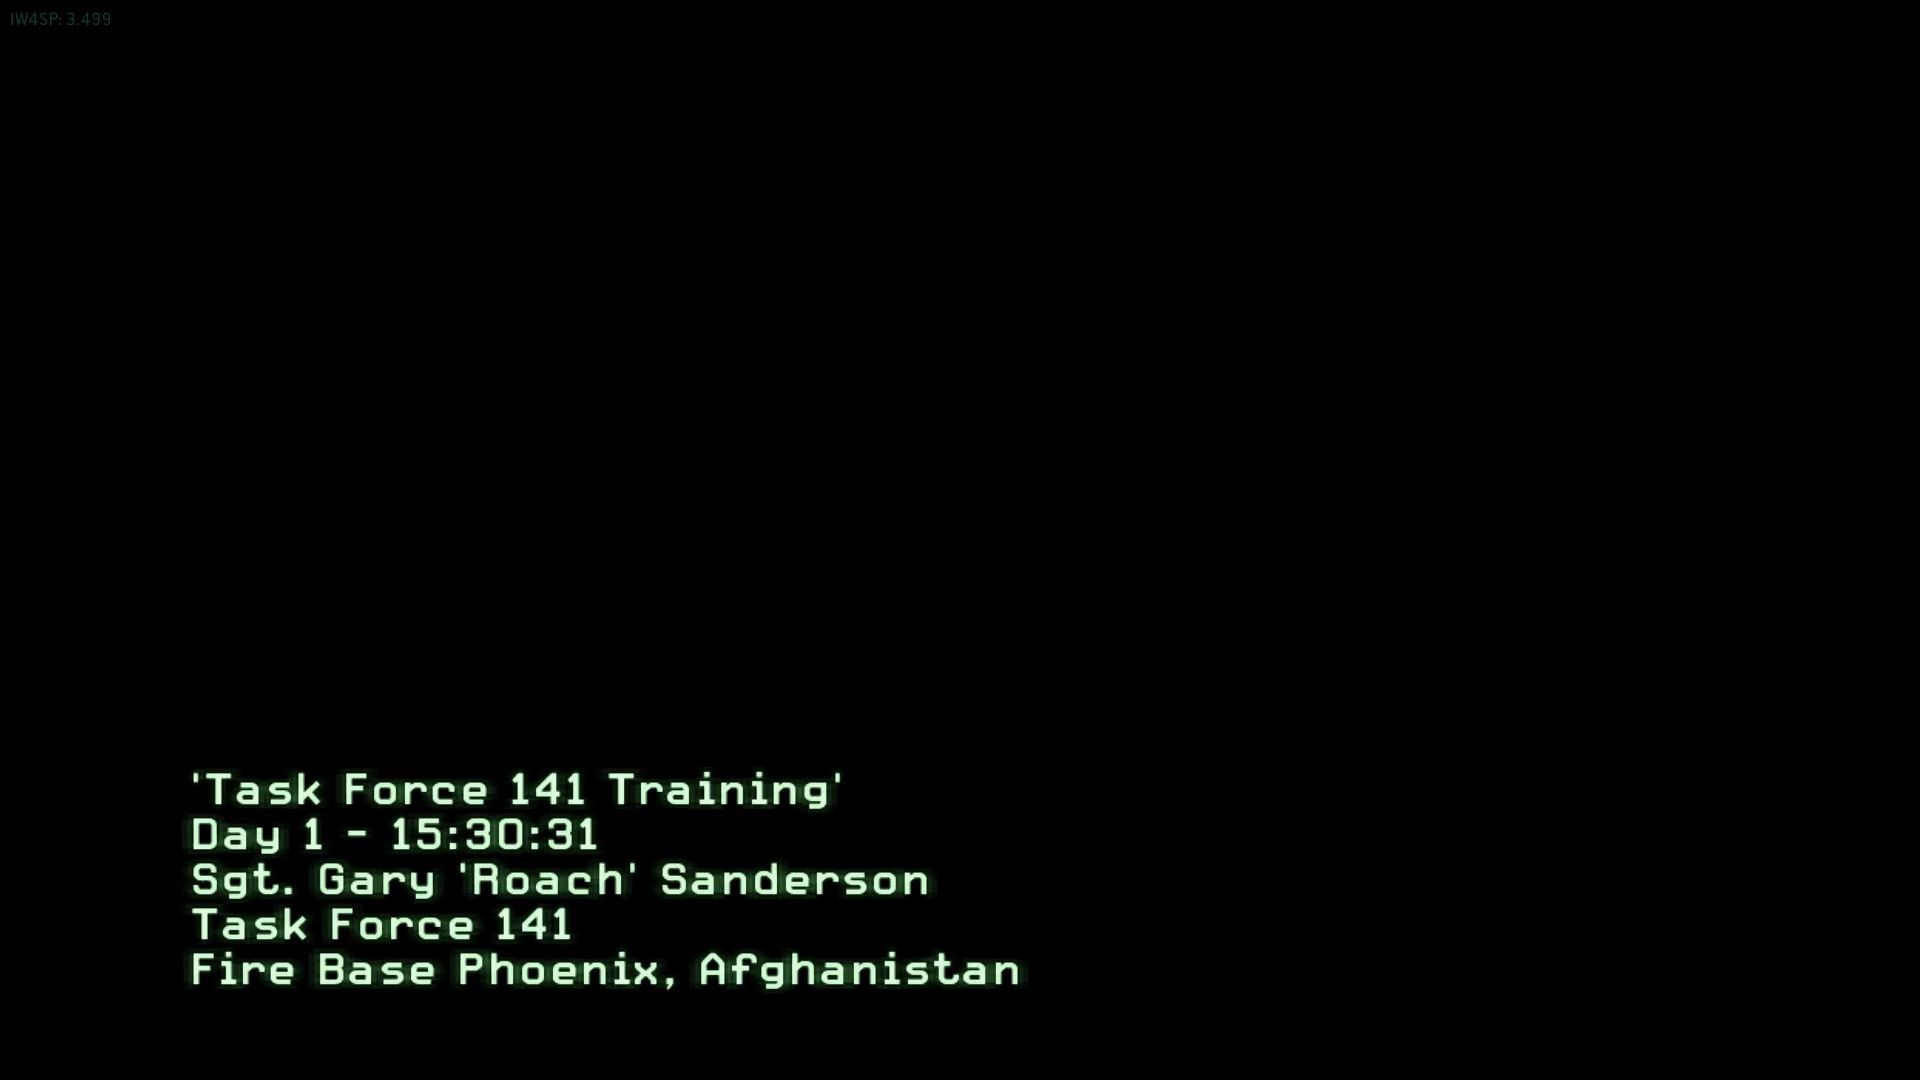 IW4SP: 3.499
'Task Force 141 Training'
Day 1 - 15:30:31
Sgt. Gary 'Roach' Sanderson
Task Force 141
Fire Base Phoenix, Afghanistan